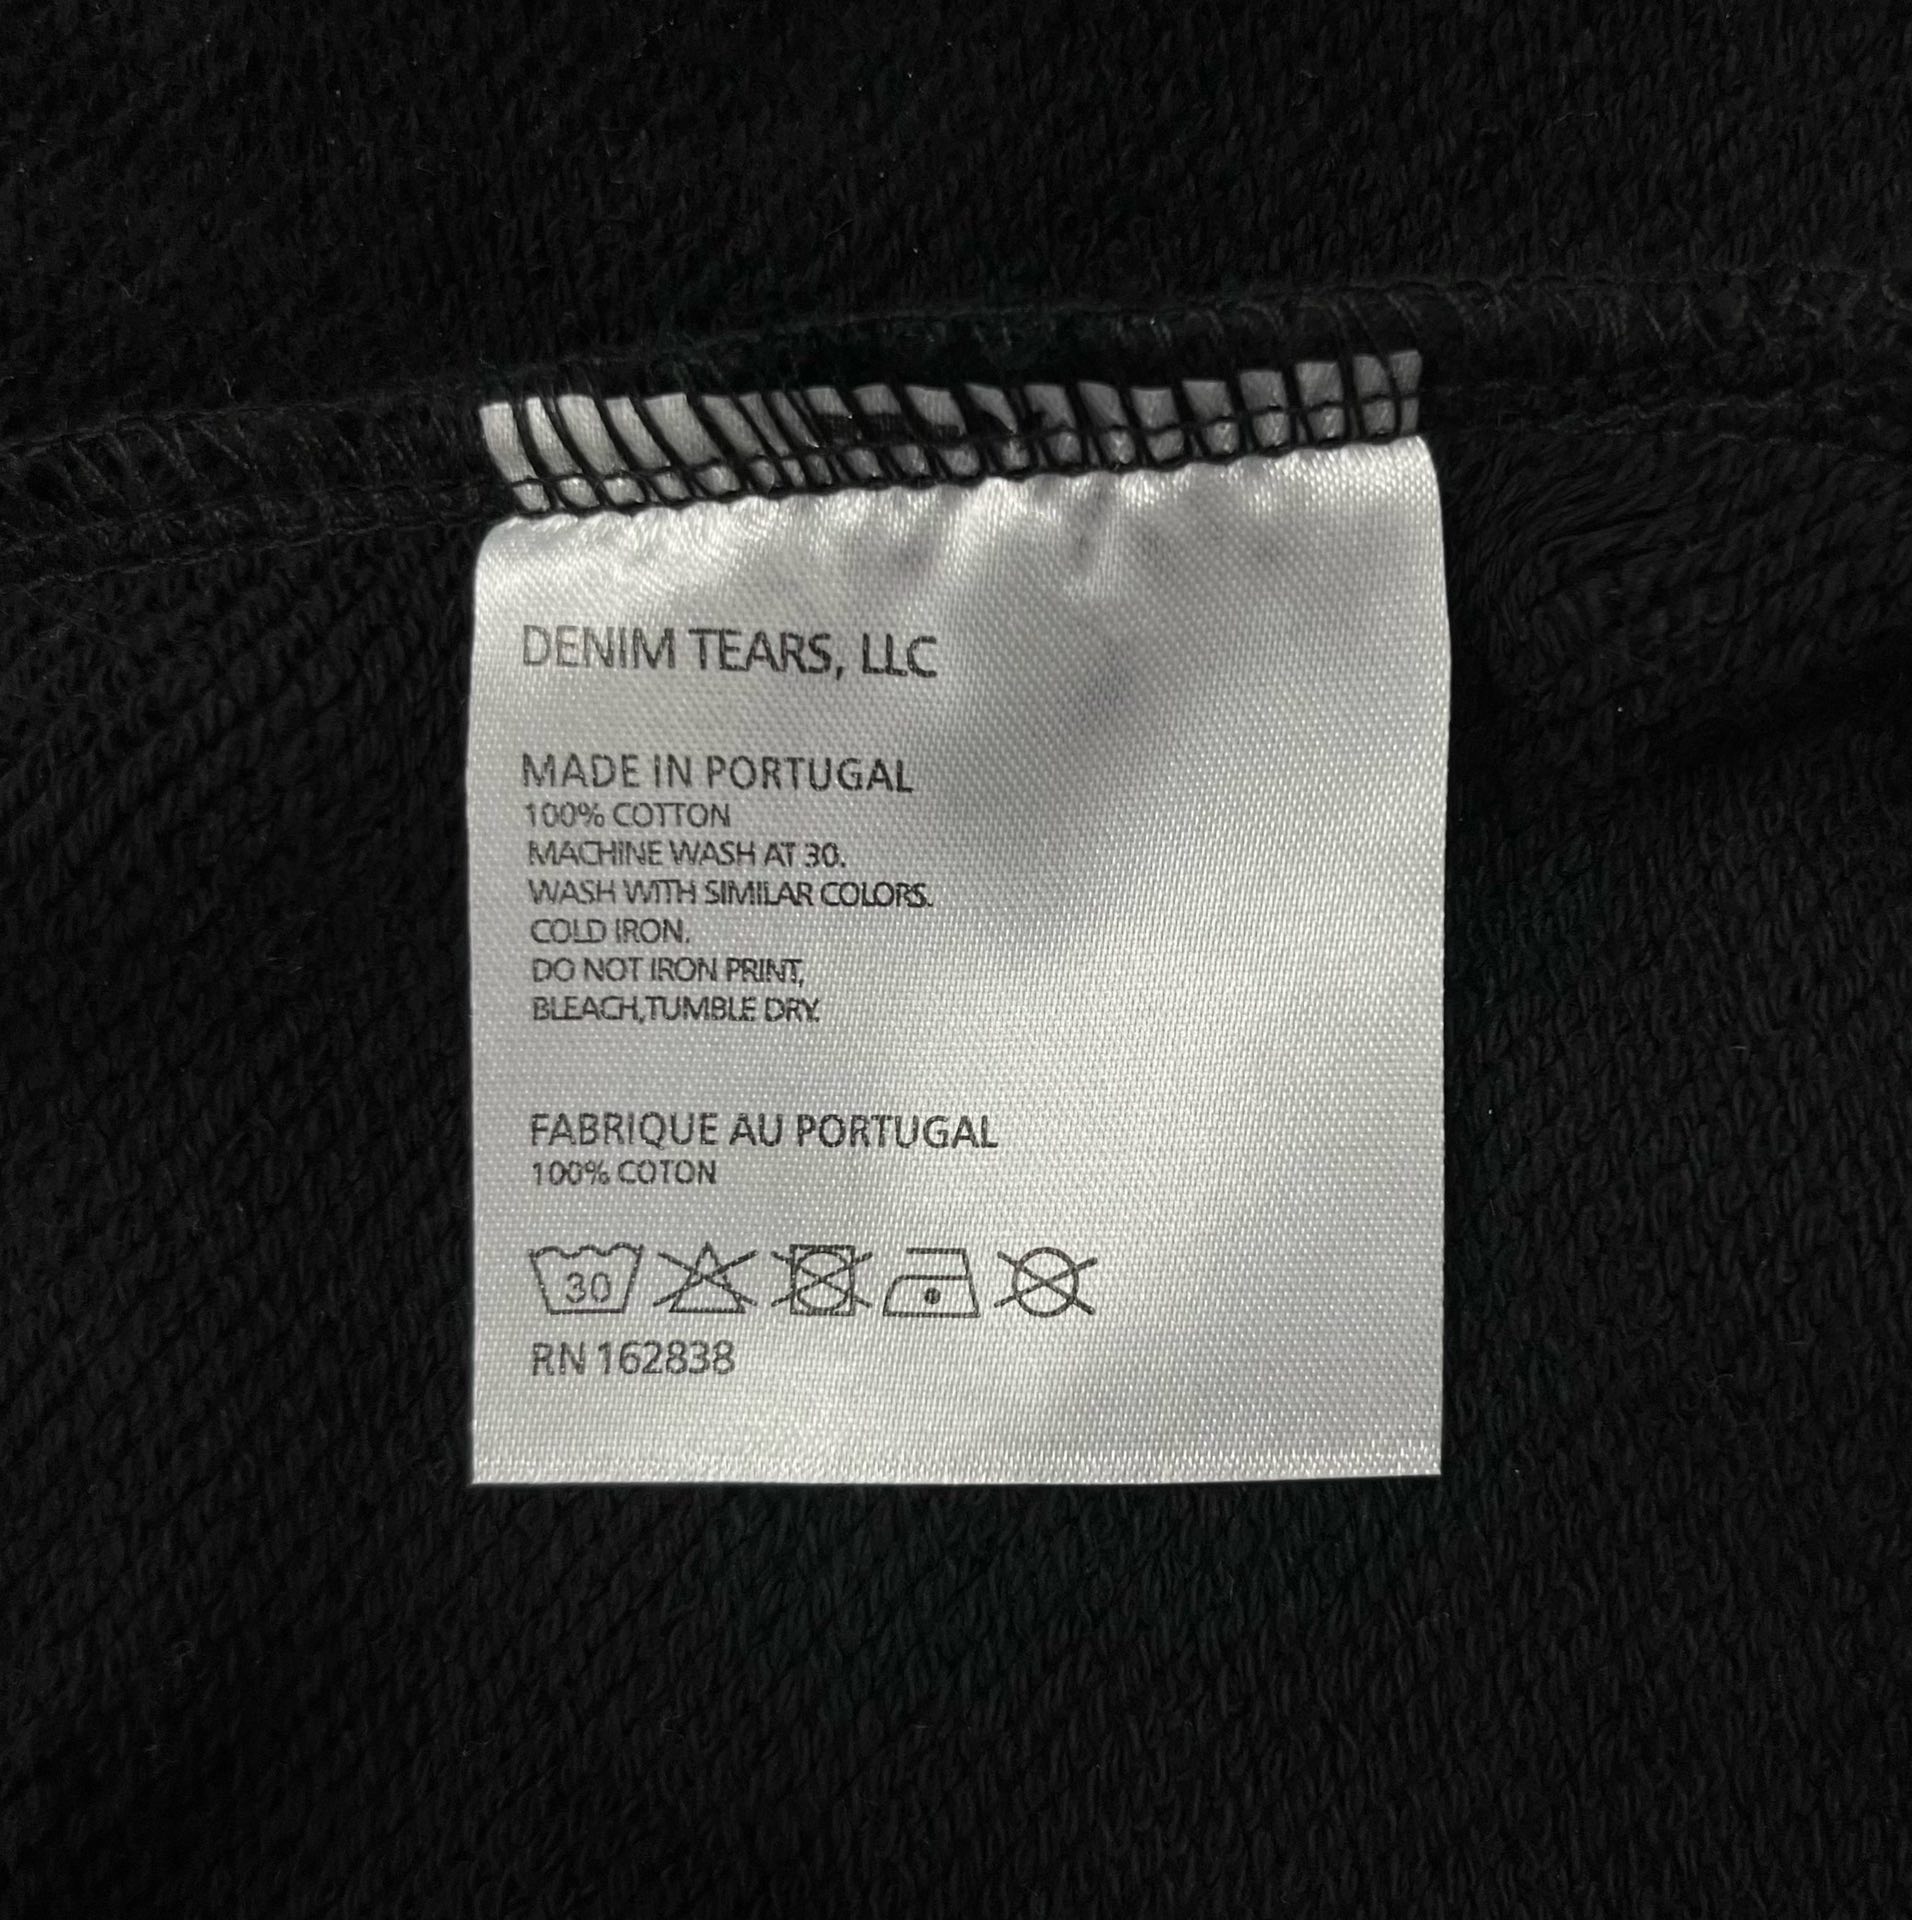 DENIM TEARS, LLC
MADE IN PORTUGAL
100% COTTON
MACHINE WASH AT 30.
WASH WITH SIMILAR COLORS.
COLD IRON.
DO NOT IRON PRINT,
BLEACH,TUMBLE DRY.
FABRIQUE AU PORTUGAL
100% COTON
30
RN 162838